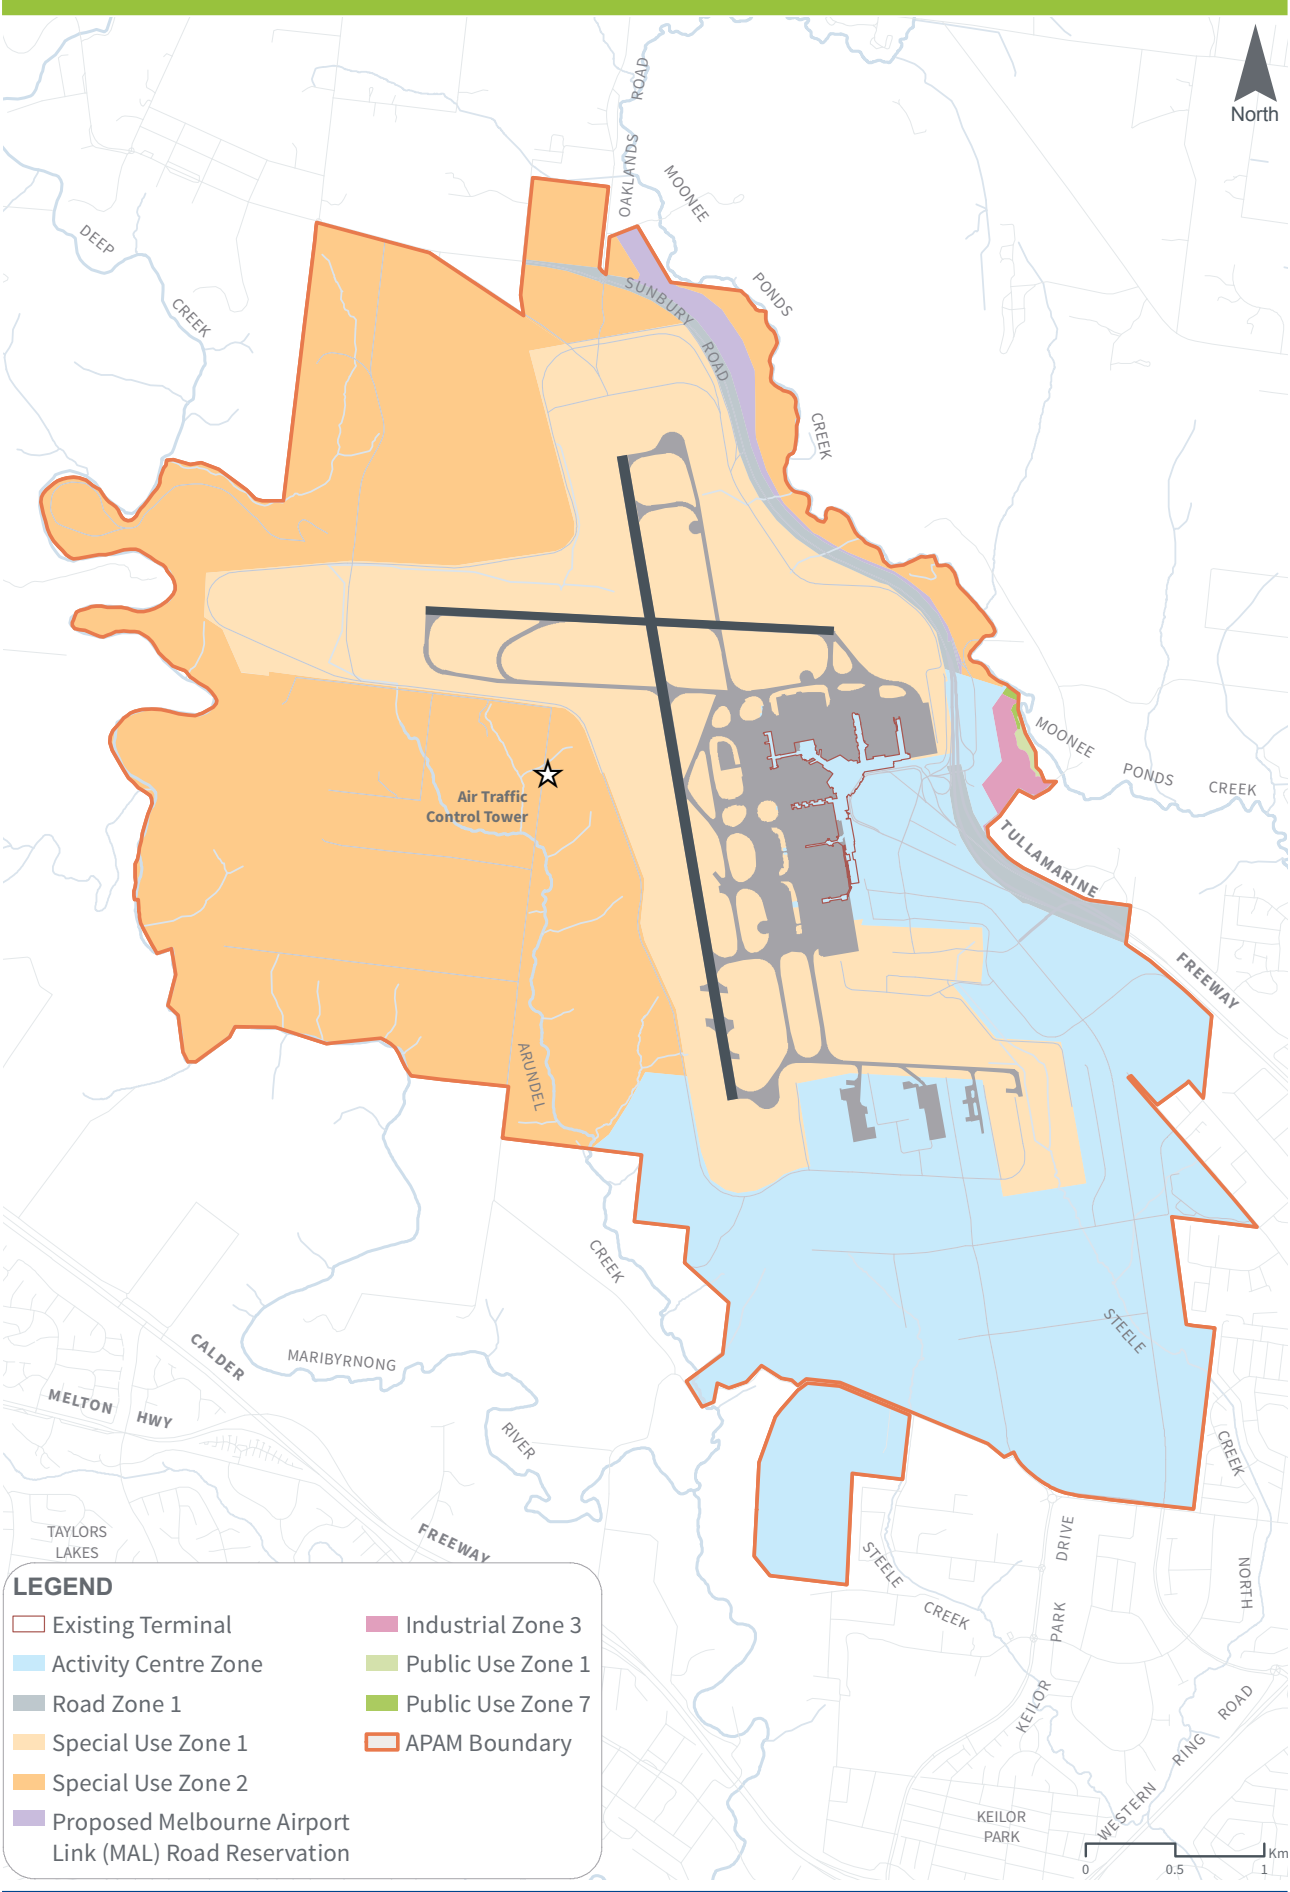 North
OAKLANDS ROAD
MOONEE
PONDS
CREEK
DEEP
CREEK
SUNBURY
ROAD
Air Traffic
Control Tower
MOONEE
PONDS
CREEK
TULLAMARINE
FREEWAY
ARUNDEL
CREEK
STEELE
CREEK
CALDER
MARIBYRNONG
MELTON
HWY
RIVER
FREEWAY
TAYLORS
LAKES
STEELE
CREEK
DRIVE
PARK
KEILOR
NORTH
ROAD
RING
WESTERN
KEILOR
PARK
0
0.5
1
Km
LEGEND
Existing Terminal
Activity Centre Zone
Road Zone 1
Special Use Zone 1
Special Use Zone 2
Proposed Melbourne Airport
Link (MAL) Road Reservation
Industrial Zone 3
Public Use Zone 1
Public Use Zone 7
APAM Boundary